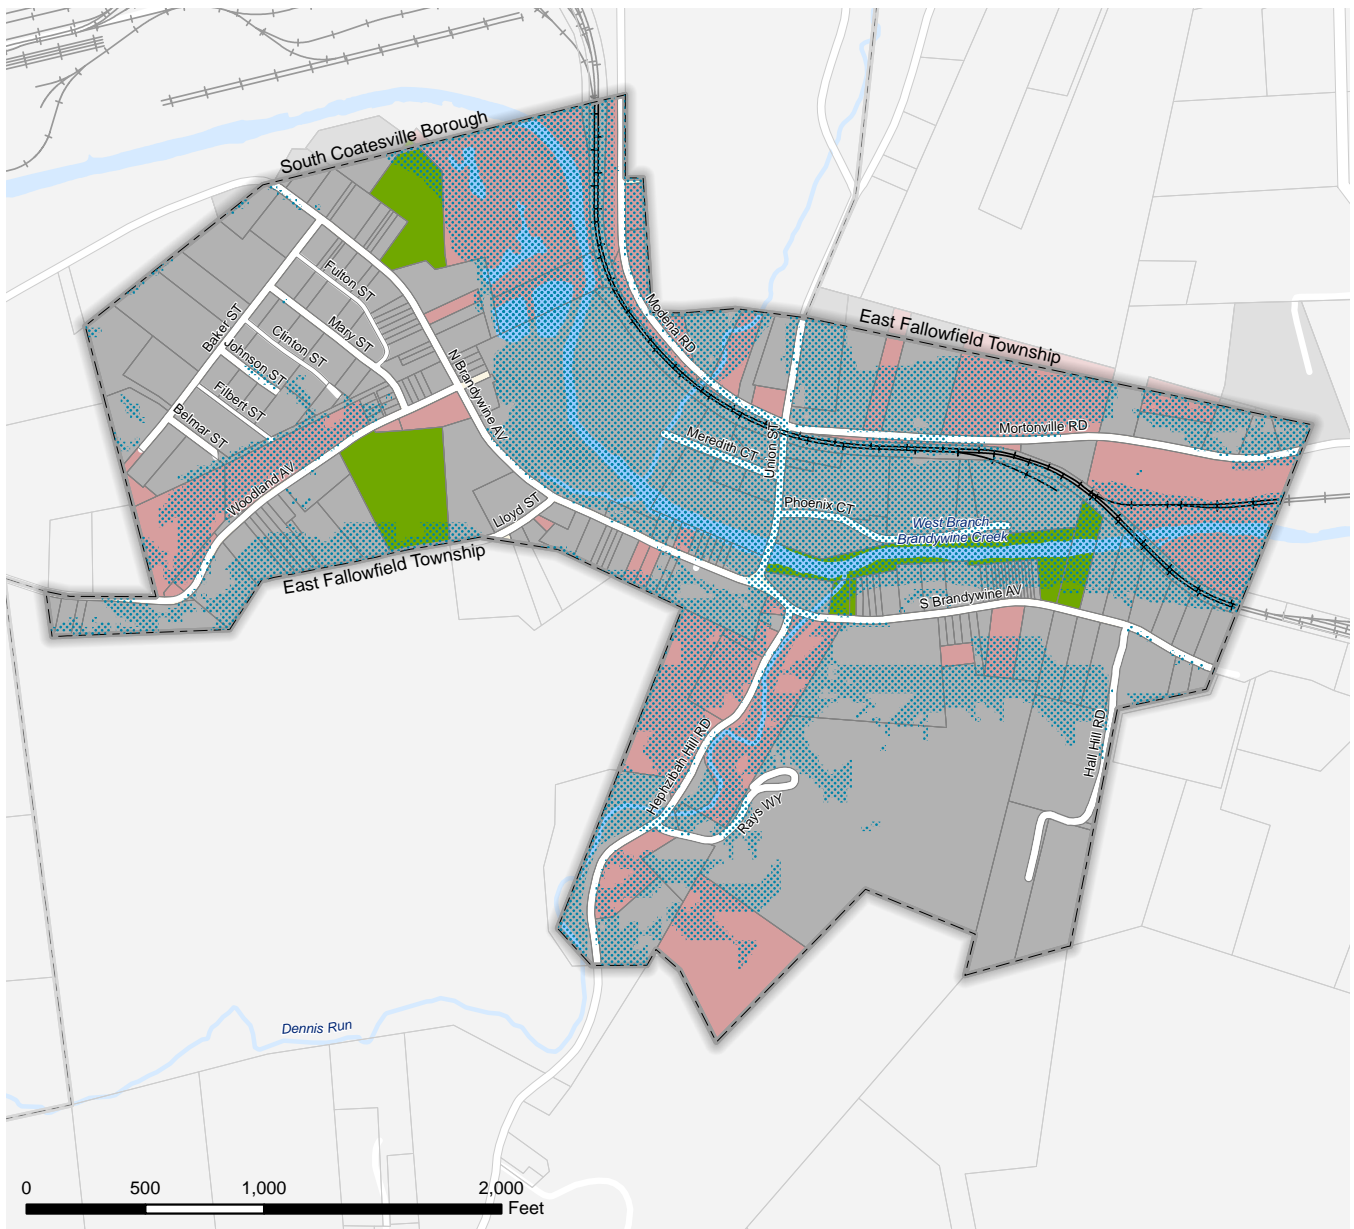 South Coatesville Borough
Fulton ST
Baker ST
Mary ST
Clinton ST
Johnson ST
Filbert ST
Belmar ST
N Brandywine AV
Modena RD
East Fallowfield Township
Meredith CT
Union ST
Mortonville RD
Woodland AV
Lloyd ST
Phoenix CT
West Branch
Brandywine Creek
East Fallowfield Township
S Brandywine AV
Hephzibah Hill RD
Hall Hill RD
Rays WY
Dennis Run
0 500 1,000 2,000
Feet